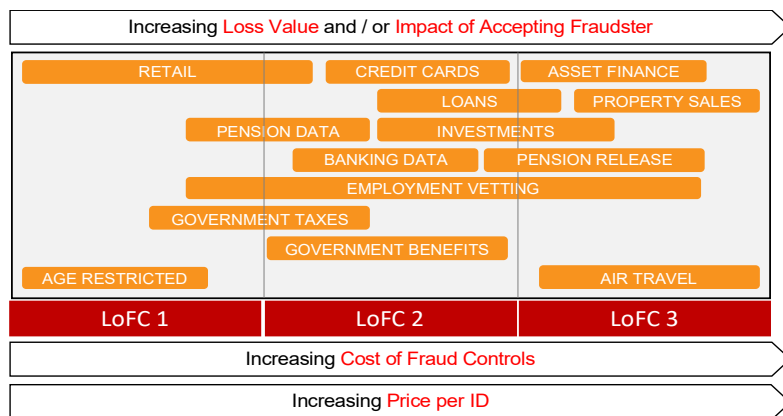 Increasing Loss Value and / or Impact of Accepting Fraudster
RETAIL CREDIT CARDS ASSET FINANCE
LOANS PROPERTY SALES
PENSION DATA INVESTMENTS
BANKING DATA PENSION RELEASE
EMPLOYMENT VETTING
GOVERNMENT TAXES
GOVERNMENT BENEFITS
AGE RESTRICTED AIR TRAVEL
LoFC 1 LoFC 2 LoFC 3
Increasing Cost of Fraud Controls
Increasing Price per ID